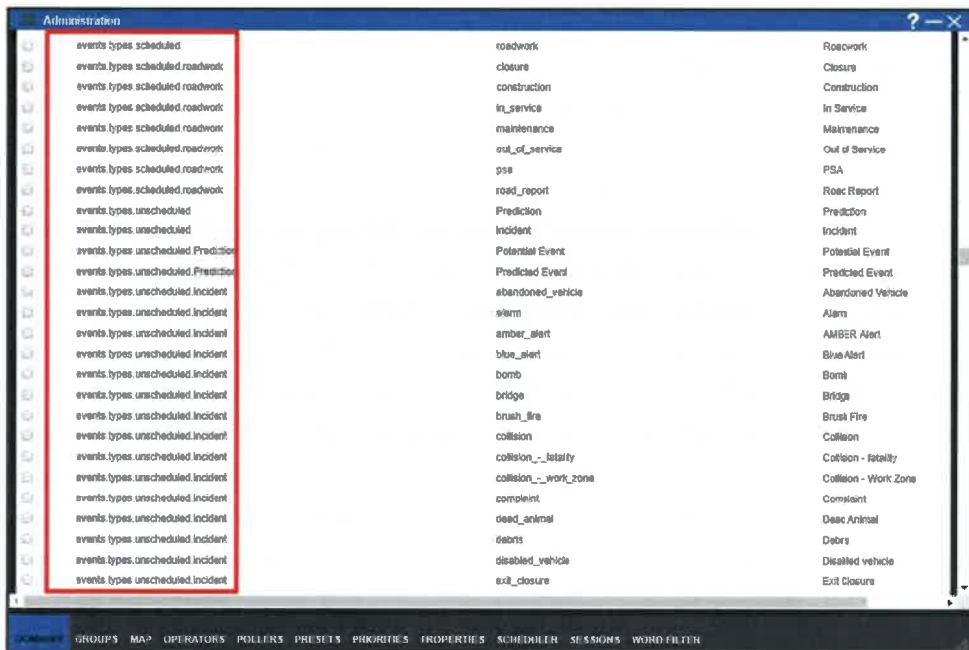 Administration ? — ×
events.types.scheduled roadwork Roadwork
events.types.scheduled.roadwork closure Closure
events.types.scheduled.roadwork construction Construction
events.types.scheduled.roadwork in_service In Service
events.types.scheduled.roadwork maintenance Maintenance
events.types.scheduled.roadwork out_of_service Out of Service
events.types.scheduled.roadwork psa PSA
events.types.scheduled.roadwork road_report Road Report
events.types.unscheduled Prediction Prediction
events.types.unscheduled Incident Incident
events.types.unscheduled.Prediction Potential Event Potential Event
events.types.unscheduled.Prediction Predicted Event Predicted Event
events.types.unscheduled.Incident abandoned_vehicle Abandoned Vehicle
events.types.unscheduled.Incident alarm Alarm
events.types.unscheduled.Incident amber_alert AMBER Alert
events.types.unscheduled.Incident blue_alert Blue Alert
events.types.unscheduled.Incident bomb Bomb
events.types.unscheduled.Incident bridge Bridge
events.types.unscheduled.Incident brush_fire Brush Fire
events.types.unscheduled.Incident collision Collision
events.types.unscheduled.Incident collision_-_fatality Collision - fatality
events.types.unscheduled.Incident collision_-_work_zone Collision - Work Zone
events.types.unscheduled.Incident complaint Complaint
events.types.unscheduled.Incident dead_animal Dead Animal
events.types.unscheduled.Incident debris Debris
events.types.unscheduled.Incident disabled_vehicle Disabled vehicle
events.types.unscheduled.Incident exit_closure Exit Closure
GROUPS MAP OPERATORS POLLERS PRESETS PRIORITIES PROPERTIES SCHEDULER SESSIONS WORD FILTER